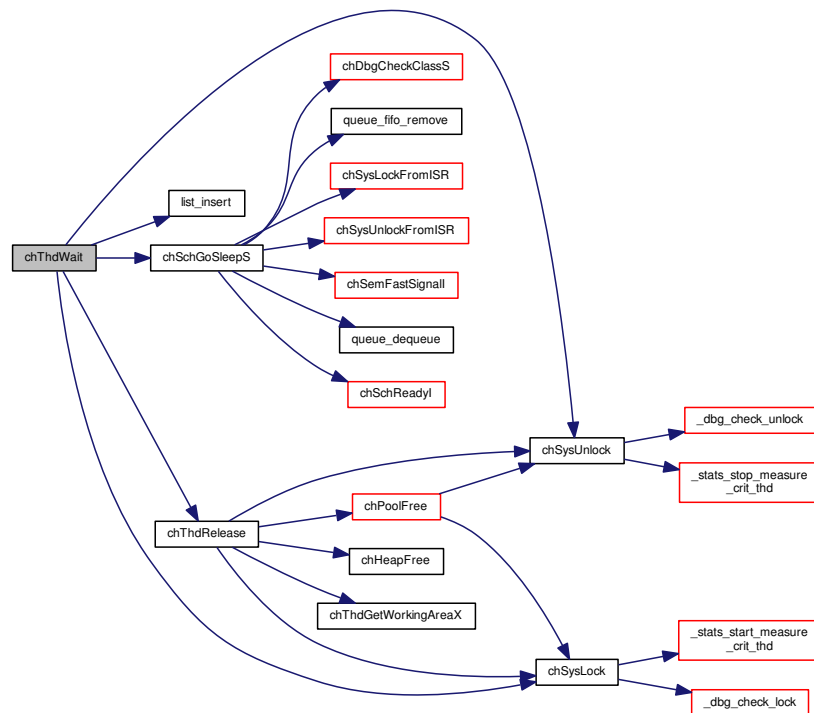 chDbgCheckClassS
queue_fifo_remove
chSysLockFromISR
list_insert
chSysUnlockFromISR
chThdWait
chSchGoSleepS
chSemFastSignalI
queue_dequeue
chSchReadyI
_dbg_check_unlock
chSysUnlock
_stats_stop_measure
_crit_thd
chPoolFree
chThdRelease
chHeapFree
chThdGetWorkingAreaX
_stats_start_measure
_crit_thd
chSysLock
_dbg_check_lock